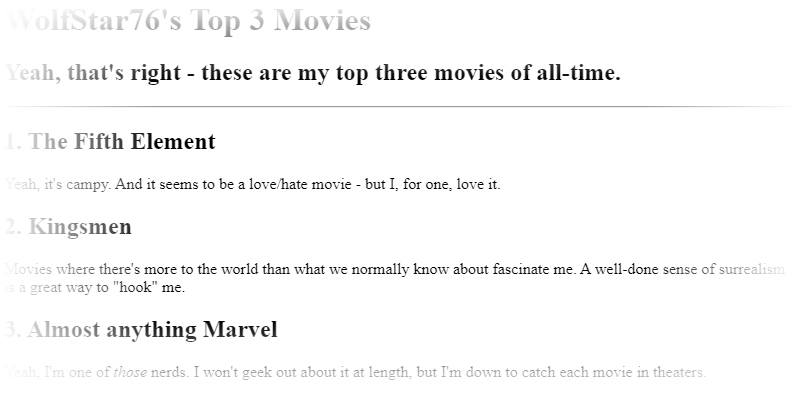 WolfStar76's Top 3 Movies
Yeah, that's right - these are my top three movies of all-time.
1. The Fifth Element
Yeah, it's campy. And it seems to be a love/hate movie - but I, for one, love it.
2. Kingsmen
Movies where there's more to the world than what we normally know about fascinate me. A well-done sense of surrealism
is a great way to "hook" me.
3. Almost anything Marvel
Yeah, I'm one of those nerds. I won't geek out about it at length, but I'm down to catch each movie in theaters.